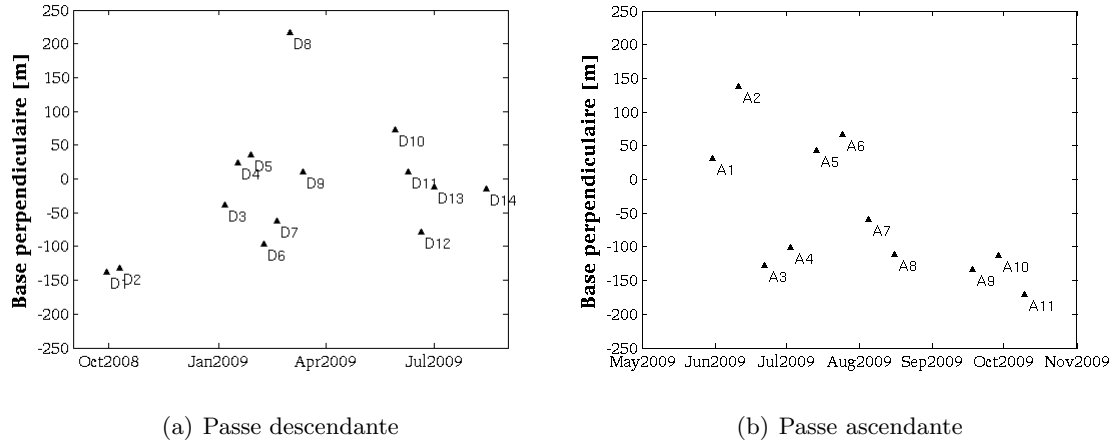 Base perpendiculaire [m]
250
200
150
100
50
0
-50
-100
-150
-200
-250
Oct2008 Jan2009 Apr2009 Jul2009
D8
D10
D5
D4
D9
D11
D13
D14
D3
D7
D12
D6
D2
D1
(a) Passe descendante
Base perpendiculaire [m]
250
200
150
100
50
0
-50
-100
-150
-200
-250
May2009 Jun2009 Jul2009 Aug2009 Sep2009 Oct2009 Nov2009
A2
A6
A5
A1
A7
A4
A8
A10
A3
A9
A11
(b) Passe ascendante